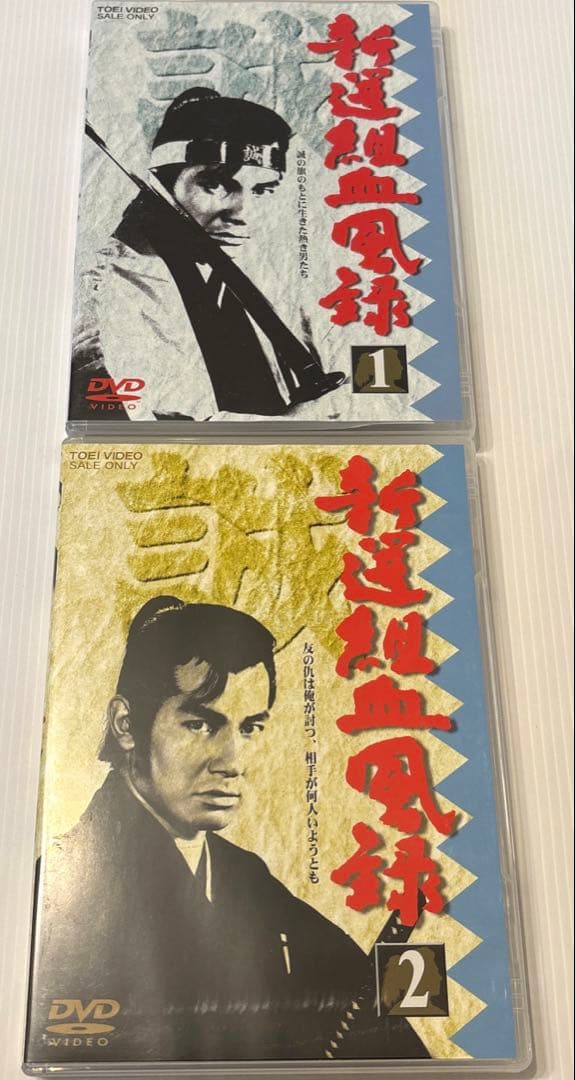 TOEI VIDEO
SALE ONLY
誠
新選組血風録
誠
誠の旗のもとに生きた熱き男たち
1
DVD
VIDEO
TOEI VIDEO
SALE ONLY
誠
新選組血風録
友の仇は俺が討つ、相手が何人いようとも
2
DVD
VIDEO